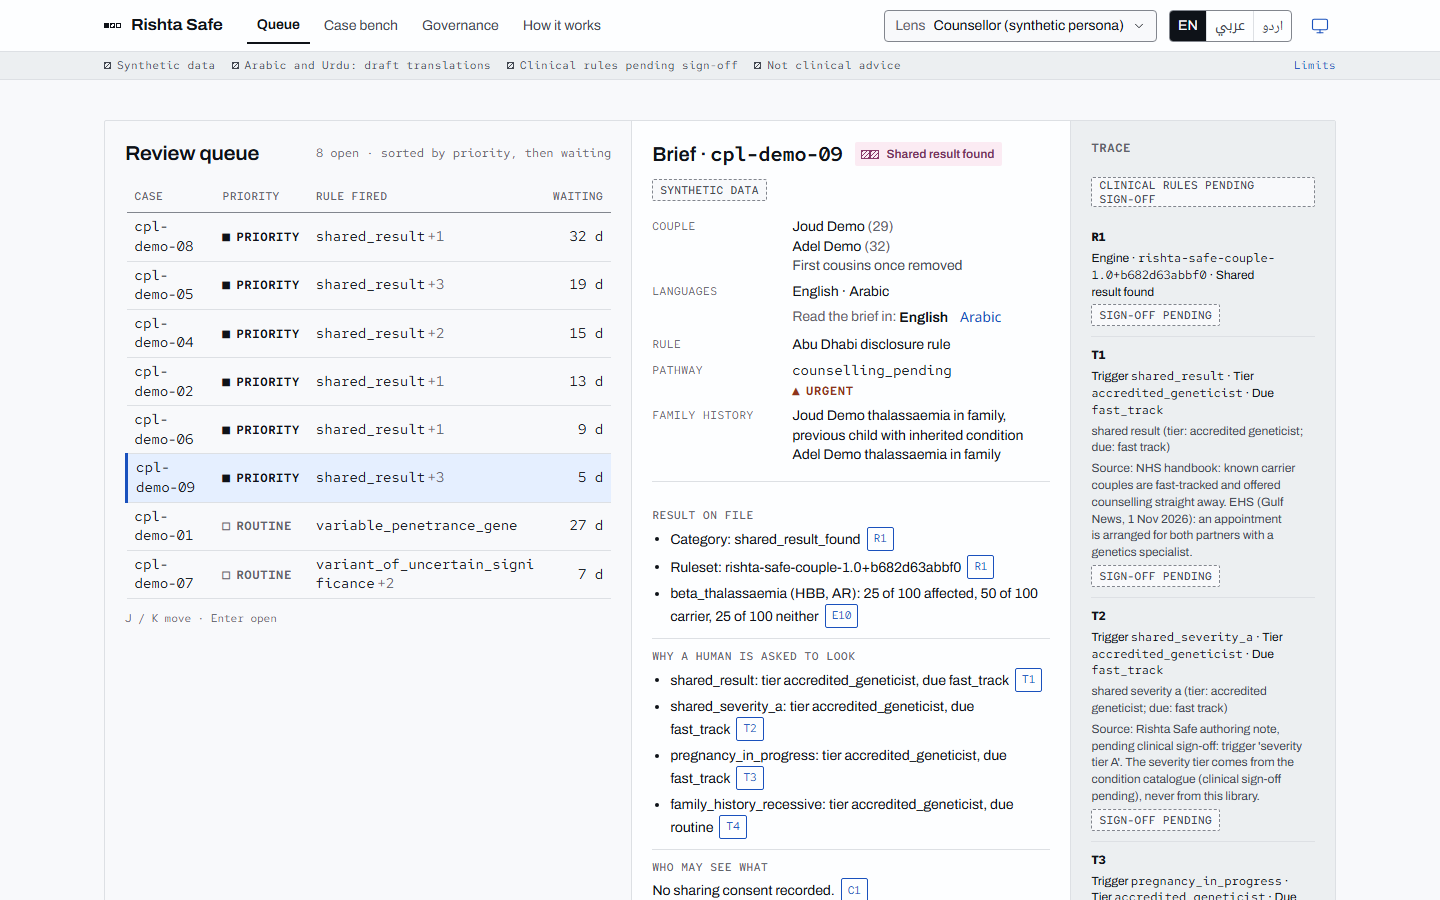 Rishta Safe Queue Case bench Governance How it works Lens Counsellor (synthetic persona) EN عربي اردو
Synthetic data Arabic and Urdu: draft translations Clinical rules pending sign-off Not clinical advice Limits
Review queue 8 open · sorted by priority, then waiting
CASE PRIORITY RULE FIRED WAITING
cpl-
demo-08 PRIORITY shared_result +1 32 d
cpl-
demo-05 PRIORITY shared_result +3 19 d
cpl-
demo-04 PRIORITY shared_result +2 15 d
cpl-
demo-02 PRIORITY shared_result +1 13 d
cpl-
demo-06 PRIORITY shared_result +1 9 d
cpl-
demo-09 PRIORITY shared_result +3 5 d
cpl-
demo-01 ROUTINE variable_penetrance_gene 27 d
cpl-
demo-07 ROUTINE variant_of_uncertain_signi
ficance +2 7 d
J / K move · Enter open
Brief · cpl-demo-09 Shared result found
SYNTHETIC DATA
COUPLE Joud Demo (29)
Adel Demo (32)
First cousins once removed
LANGUAGES English · Arabic
Read the brief in: English Arabic
RULE Abu Dhabi disclosure rule
PATHWAY counselling_pending
▲ URGENT
FAMILY HISTORY Joud Demo thalassaemia in family,
previous child with inherited condition
Adel Demo thalassaemia in family
RESULT ON FILE
• Category: shared_result_found R1
• Ruleset: rishta-safe-couple-1.0+b682d63abbf0 R1
• beta_thalassaemia (HBB, AR): 25 of 100 affected, 50 of 100
carrier, 25 of 100 neither E10
WHY A HUMAN IS ASKED TO LOOK
• shared_result: tier accredited_geneticist, due fast_track T1
• shared_severity_a: tier accredited_geneticist, due
fast_track T2
• pregnancy_in_progress: tier accredited_geneticist, due
fast_track T3
• family_history_recessive: tier accredited_geneticist, due
routine T4
WHO MAY SEE WHAT
No sharing consent recorded. C1
TRACE
CLINICAL RULES PENDING
SIGN-OFF
R1
Engine · rishta-safe-couple-
1.0+b682d63abbf0 · Shared
result found
SIGN-OFF PENDING
T1
Trigger shared_result · Tier
accredited_geneticist · Due
fast_track
shared result (tier: accredited geneticist;
due: fast track)
Source: NHS handbook: known carrier
couples are fast-tracked and offered
counselling straight away. EHS (Gulf
News, 1 Nov 2026): an appointment
is arranged for both partners with a
genetics specialist.
SIGN-OFF PENDING
T2
Trigger shared_severity_a · Tier
accredited_geneticist · Due
fast_track
shared severity a (tier: accredited
geneticist; due: fast track)
Source: Rishta Safe authoring note,
pending clinical sign-off: trigger 'severity
tier A'. The severity tier comes from the
condition catalogue (clinical sign-off
pending), never from this library.
SIGN-OFF PENDING
T3
Trigger pregnancy_in_progress ·
Tier accredited_geneticist · Due